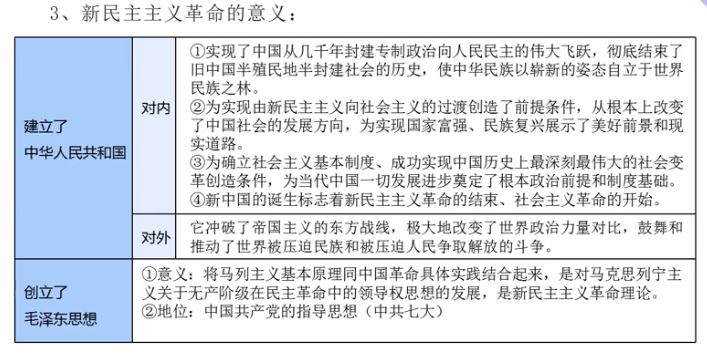 3、新民主主义革命的意义：
建立了
中华人民共和国
对内
①实现了中国从几千年封建专制政治向人民民主的伟大飞跃，彻底结束了
旧中国半殖民地半封建社会的历史，使中华民族以崭新的姿态自立于世界
民族之林。
②为实现由新民主主义向社会主义的过渡创造了前提条件，从根本上改变
了中国社会的发展方向，为实现国家富强、民族复兴展示了美好前景和现
实道路。
③为确立社会主义基本制度、成功实现中国历史上最深刻最伟大的社会变
革创造条件，为当代中国一切发展进步奠定了根本政治前提和制度基础。
④新中国的诞生标志着新民主主义革命的结束、社会主义革命的开始。
对外
它冲破了帝国主义的东方战线，极大地改变了世界政治力量对比，鼓舞和
推动了世界被压迫民族和被压迫人民争取解放的斗争。
创立了
毛泽东思想
①意义：将马列主义基本原理同中国革命具体实践结合起来，是对马克思列宁主
义关于无产阶级在民主革命中的领导权思想的发展，是新民主主义革命理论。
②地位：中国共产党的指导思想（中共七大）